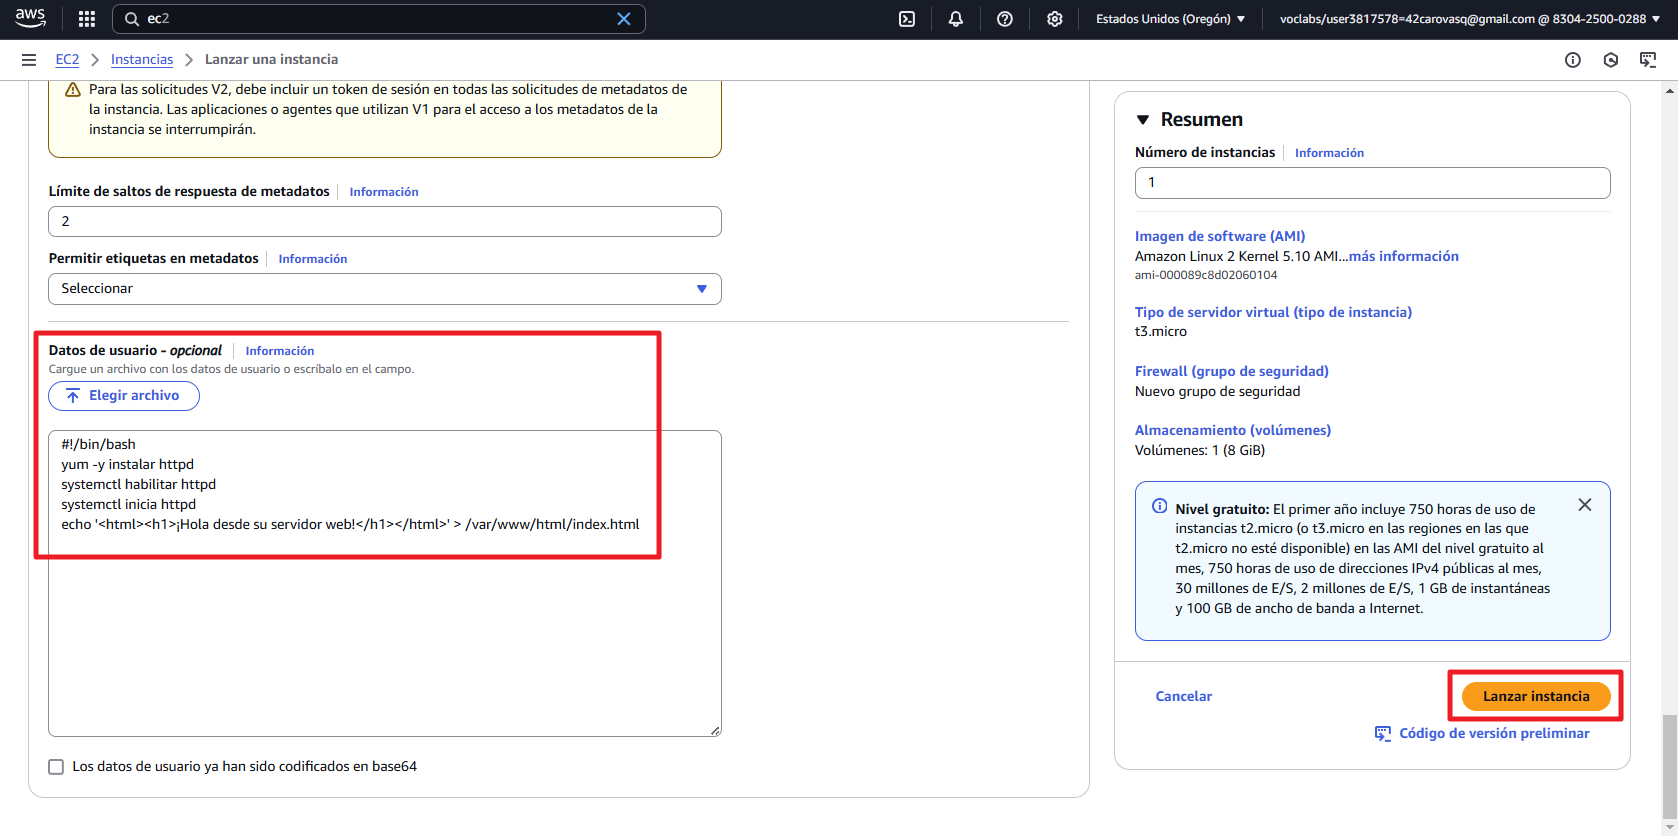 aws
ec2
Estados Unidos (Oregón)
voclabs/user3817578=42carovasq@gmail.com @ 8304-2500-0288
EC2
Instancias
Lanzar una instancia
Para las solicitudes V2, debe incluir un token de sesión en todas las solicitudes de metadatos de
la instancia. Las aplicaciones o agentes que utilizan V1 para el acceso a los metadatos de la
instancia se interrumpirán.
Límite de saltos de respuesta de metadatos
Información
2
Permitir etiquetas en metadatos
Información
Seleccionar
Datos de usuario - opcional
Información
Cargue un archivo con los datos de usuario o escríbalo en el campo.
Elegir archivo
#!/bin/bash
yum -y instalar httpd
systemctl habilitar httpd
systemctl inicia httpd
echo '<html><h1>¡Hola desde su servidor web!</h1></html>' > /var/www/html/index.html
Los datos de usuario ya han sido codificados en base64
Resumen
Número de instancias
Información
1
Imagen de software (AMI)
Amazon Linux 2 Kernel 5.10 AMI...más información
ami-000089c8d02060104
Tipo de servidor virtual (tipo de instancia)
t3.micro
Firewall (grupo de seguridad)
Nuevo grupo de seguridad
Almacenamiento (volúmenes)
Volúmenes: 1 (8 GiB)
Nivel gratuito: El primer año incluye 750 horas de uso de
instancias t2.micro (o t3.micro en las regiones en las que
t2.micro no esté disponible) en las AMI del nivel gratuito al
mes, 750 horas de uso de direcciones IPv4 públicas al mes,
30 millones de E/S, 2 millones de E/S, 1 GB de instantáneas
y 100 GB de ancho de banda a Internet.
Cancelar
Lanzar instancia
Código de versión preliminar